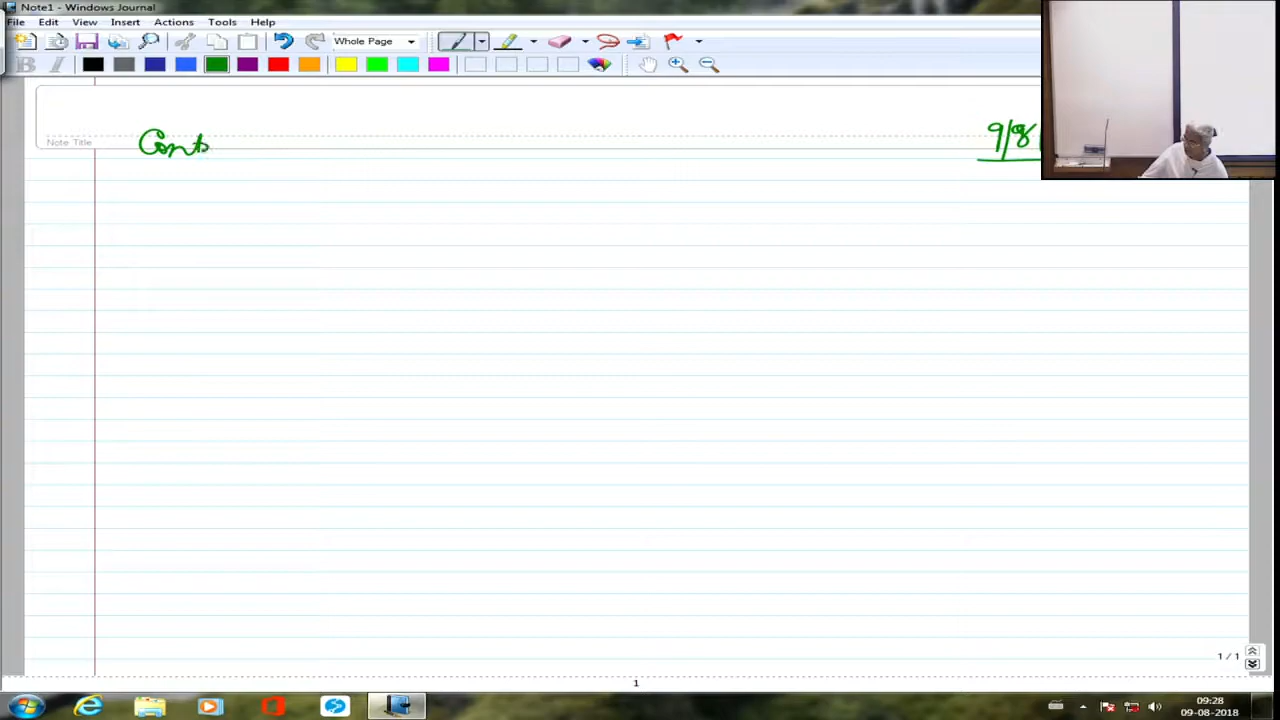 Note1 - Windows Journal
File Edit View Insert Actions Tools Help
Whole Page
B I
Note Title
Cont
9/8
1 / 1
1
09:28
09-08-2018